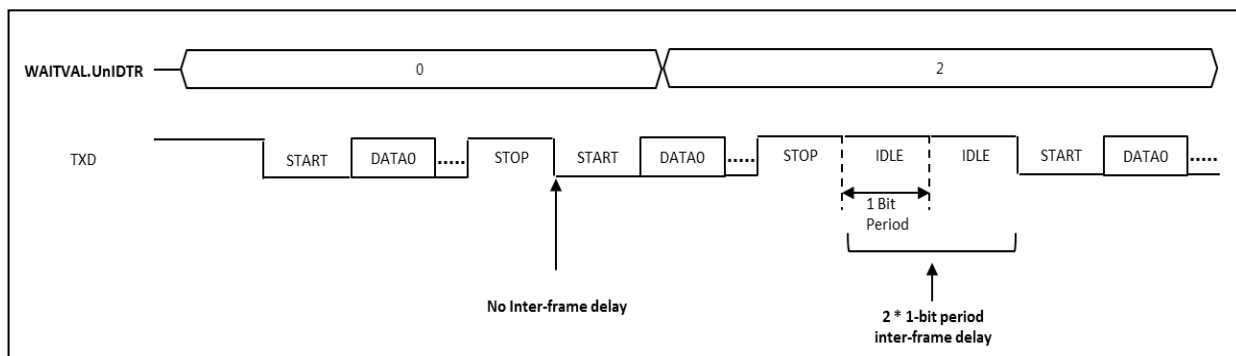 WAITVAL.UnIDTR 0 2
TXD START DATA0 ..... STOP START DATA0 ..... STOP IDLE IDLE START DATA0 .....
1 Bit
Period
No Inter-frame delay
2 * 1-bit period
inter-frame delay